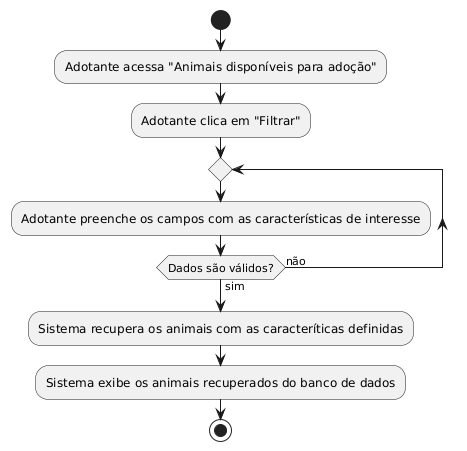 Adotante acessa "Animais disponíveis para adoção"
Adotante clica em "Filtrar"
Adotante preenche os campos com as características de interesse
Dados são válidos?
não
sim
Sistema recupera os animais com as caracteríticas definidas
Sistema exibe os animais recuperados do banco de dados